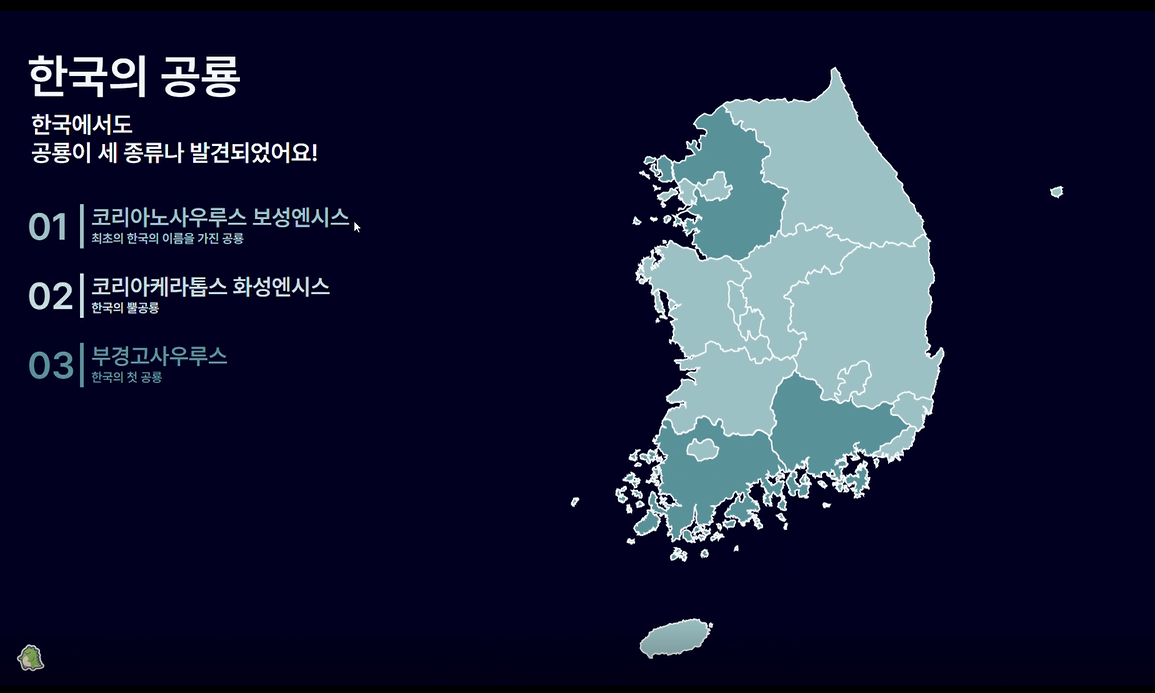 한국의 공룡
한국에서도
공룡이 세 종류나 발견되었어요!
01
코리아노사우루스 보성엔시스
최초의 한국의 이름을 가진 공룡
02
코리아케라톱스 화성엔시스
한국의 뿔공룡
03
부경고사우루스
한국의 첫 공룡